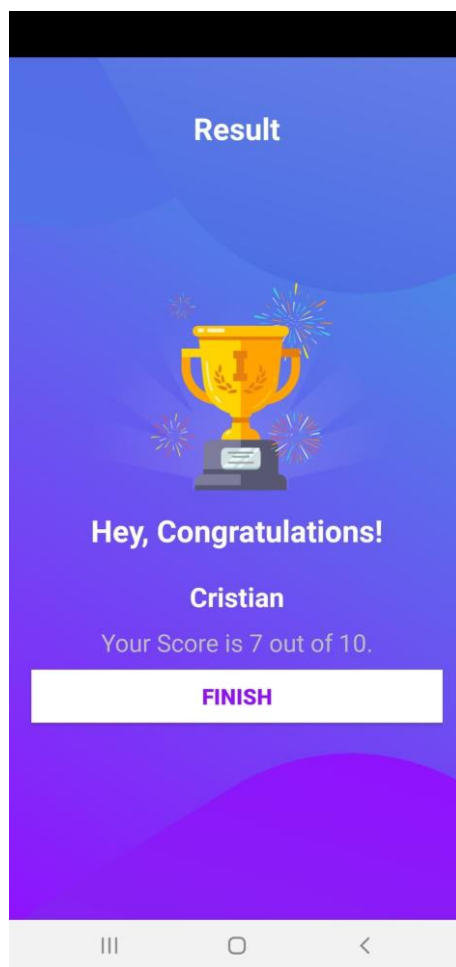 Result
Hey, Congratulations!
Cristian
Your Score is 7 out of 10.
FINISH